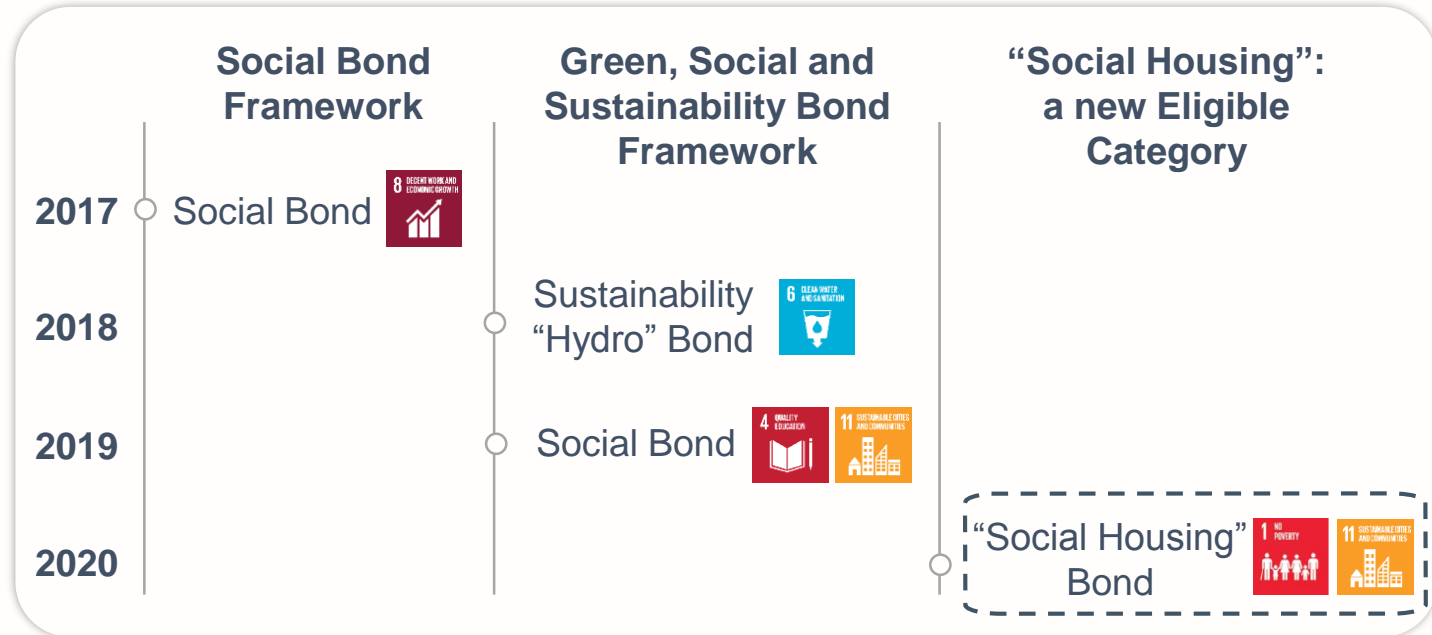 Social Bond
Framework
Green, Social and
Sustainability Bond
Framework
“Social Housing”:
a new Eligible
Category
2017
Social Bond
8 DECENT WORK AND
ECONOMIC GROWTH
2018
Sustainability
“Hydro” Bond
6 CLEAN WATER
AND SANITATION
2019
Social Bond
4 QUALITY
EDUCATION
11 SUSTAINABLE CITIES
AND COMMUNITIES
2020
“Social Housing”
Bond
1 NO
POVERTY
11 SUSTAINABLE CITIES
AND COMMUNITIES